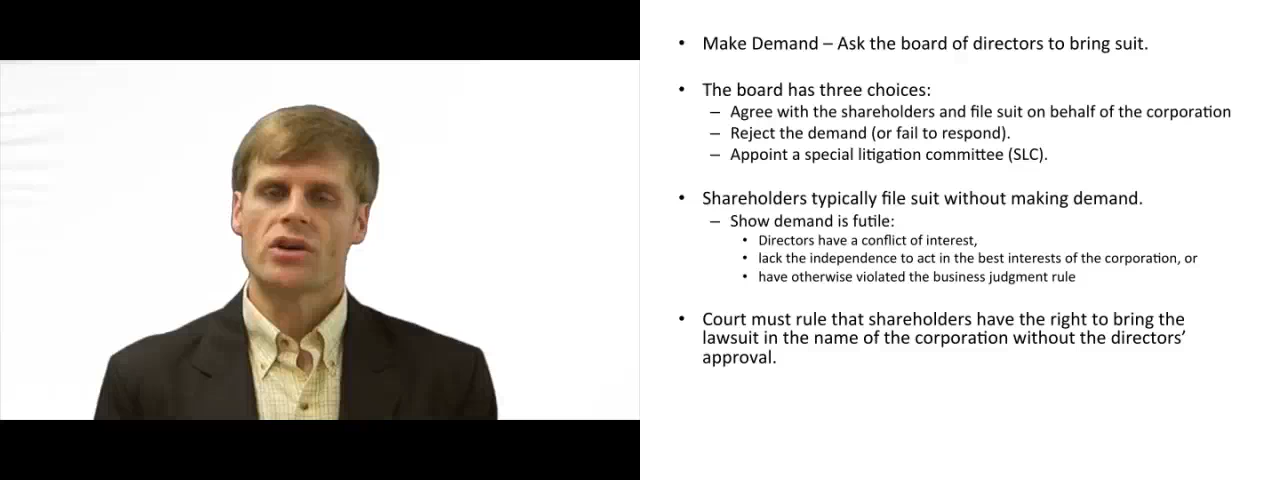 • Make Demand – Ask the board of directors to bring suit.
• The board has three choices:
– Agree with the shareholders and file suit on behalf of the corporation
– Reject the demand (or fail to respond).
– Appoint a special litigation committee (SLC).
• Shareholders typically file suit without making demand.
– Show demand is futile:
• Directors have a conflict of interest,
• lack the independence to act in the best interests of the corporation, or
• have otherwise violated the business judgment rule
• Court must rule that shareholders have the right to bring the
lawsuit in the name of the corporation without the directors’
approval.